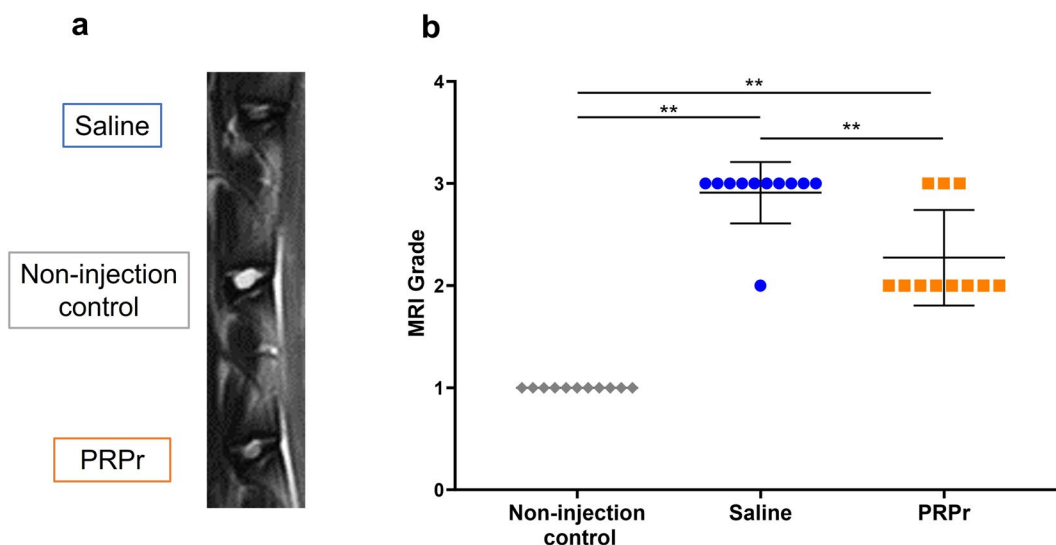 a
Saline
Non-injection
control
PRPr
b
MRI Grade
4
3
2
1
0
**
**
**
Non-injection
control
Saline
PRPr